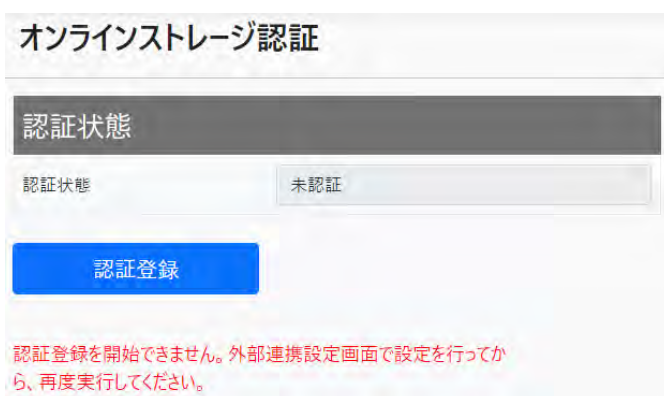 オンラインストレージ認証
認証状態
認証状態 未認証
認証登録
認証登録を開始できません。外部連携設定画面で設定を行ってか
ら、再度実行してください。